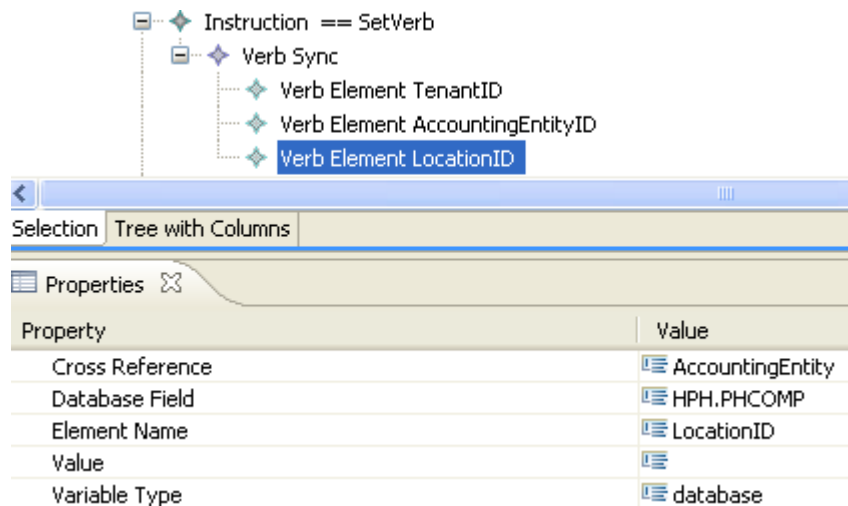 Instruction == SetVerb
Verb Sync
Verb Element TenantID
Verb Element AccountingEntityID
Verb Element LocationID
Selection Tree with Columns
Properties
Property Value
Cross Reference AccountingEntity
Database Field HPH.PHCOMP
Element Name LocationID
Value
Variable Type database